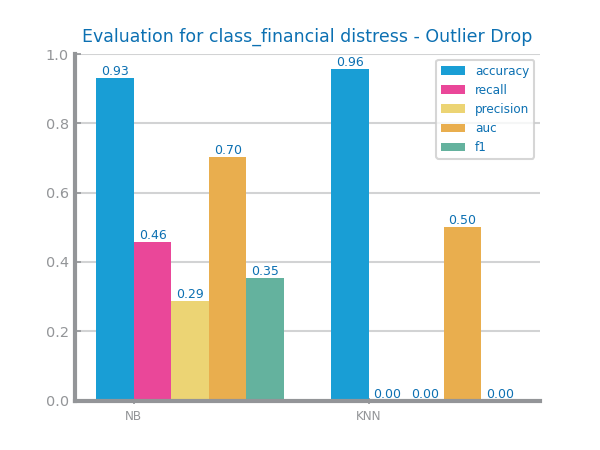 Evaluation for class_financial distress - Outlier Drop
1.0
0.8
0.6
0.4
0.2
0.0
0.93
0.46
0.29
0.70
0.35
0.96
0.00
0.00
0.50
0.00
accuracy
recall
precision
auc
f1
NB
KNN